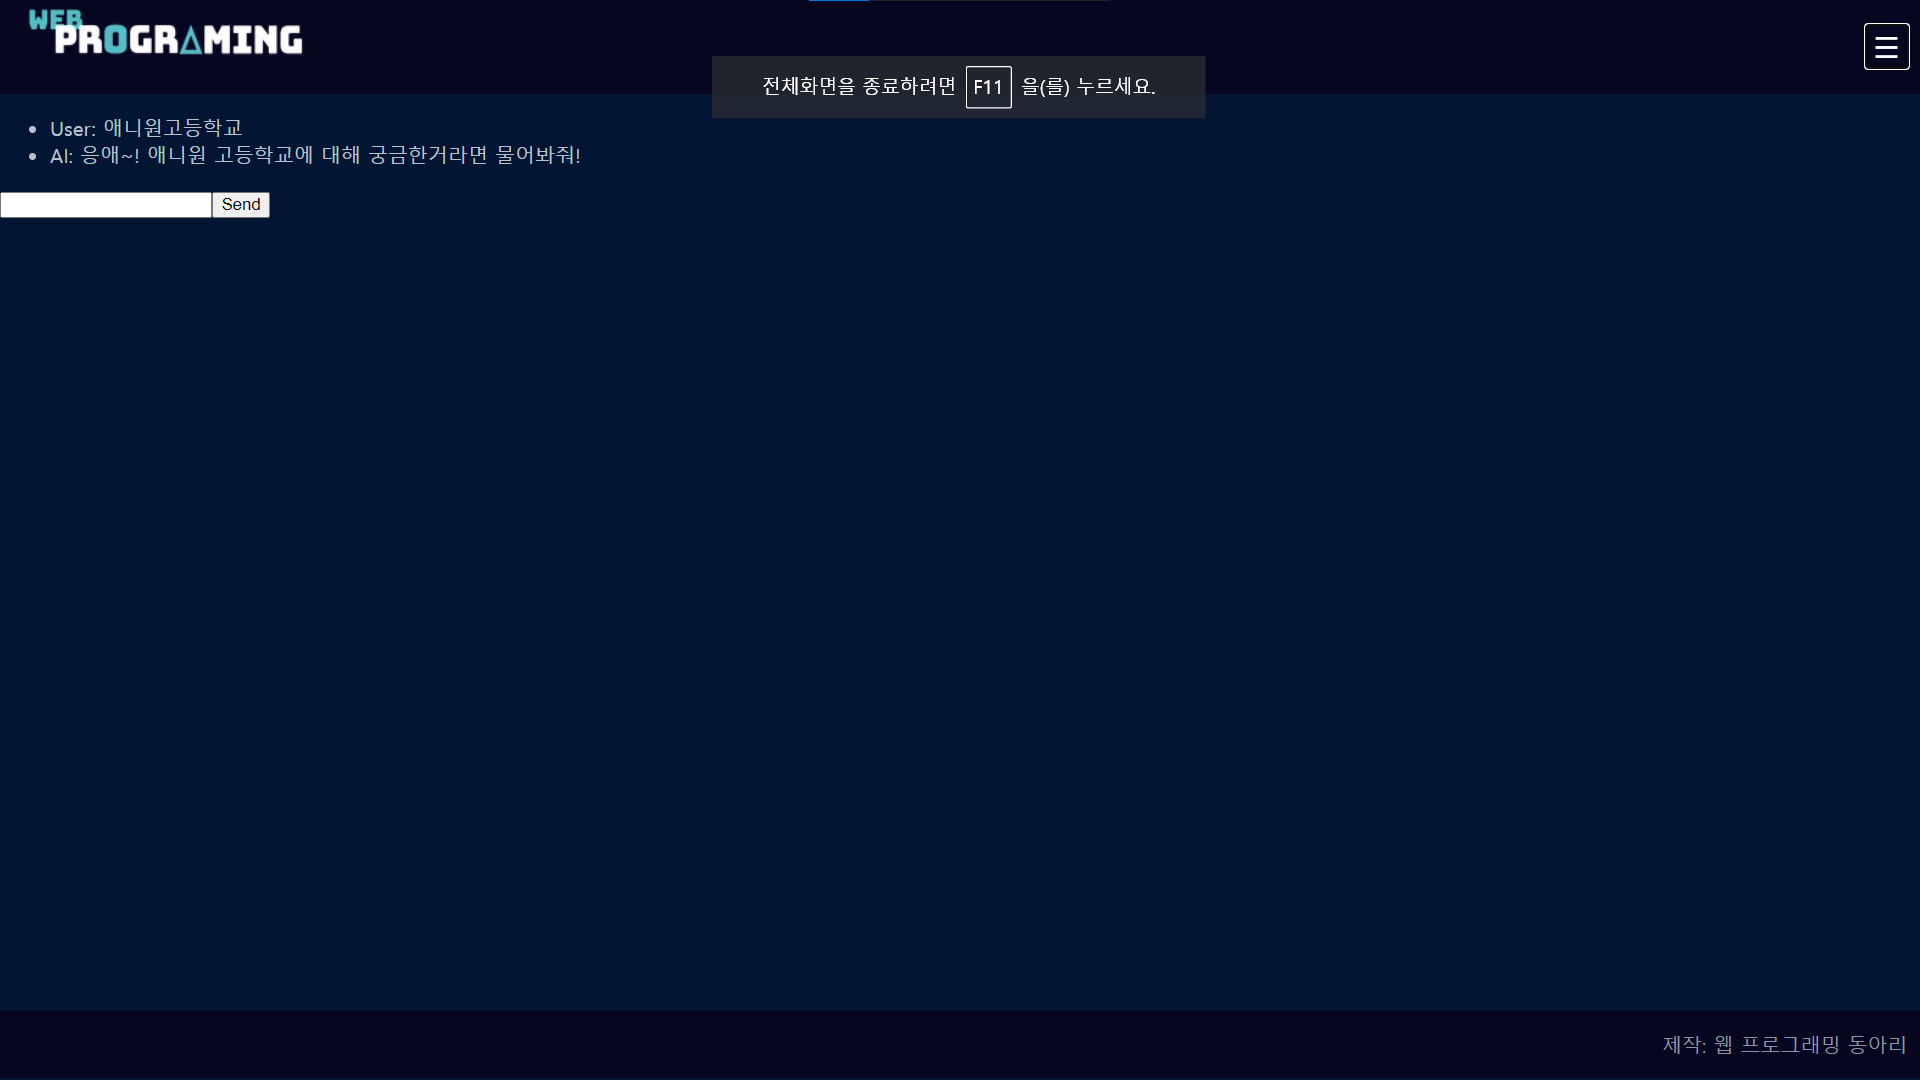 WEB
PROGRAMING
전체화면을 종료하려면 F11 을(를) 누르세요.
User: 애니원고등학교
AI: 응애~! 애니원 고등학교에 대해 궁금한거라면 물어봐줘!
Send
제작: 웹 프로그래밍 동아리